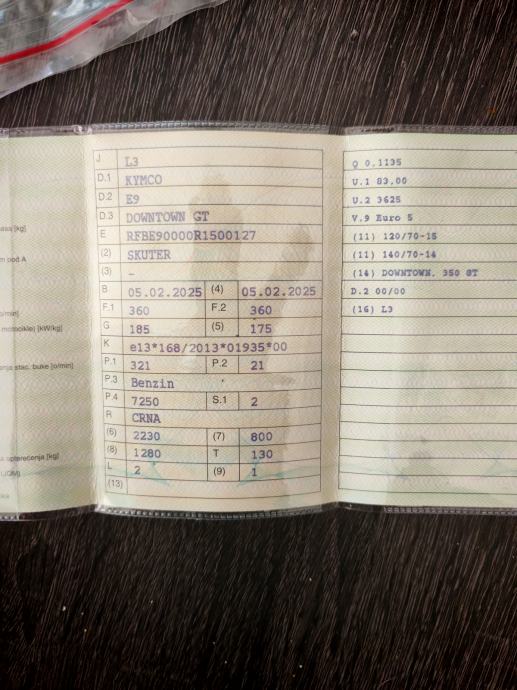 asa [kg]
m pod A
o/min]
motocikle) [kW/kg]
anja stac. buke [o/min]
opterećenja [kg]
J L3
D.1 KYMCO
D.2 E9
D.3 DOWNTOWN GT
E RFBE90000R1500127
(2) SKUTER
(3) –
B 05.02.2025 (4) 05.02.2025
F.1 360 F.2 360
G 185 (5) 175
K e13*168/2013*01935*00
P.1 321 P.2 21
P.3 Benzin
P.4 7250 S.1 2
R CRNA
(6) 2230 (7) 800
(8) 1280 T 130
L 2 (9) 1
(13)
Q 0,1135
U.1 83,00
U.2 3625
V.9 Euro 5
(11) 120/70-15
(11) 140/70-14
(14) DOWNTOWN, 350 GT
D.2 00/00
(16) L3